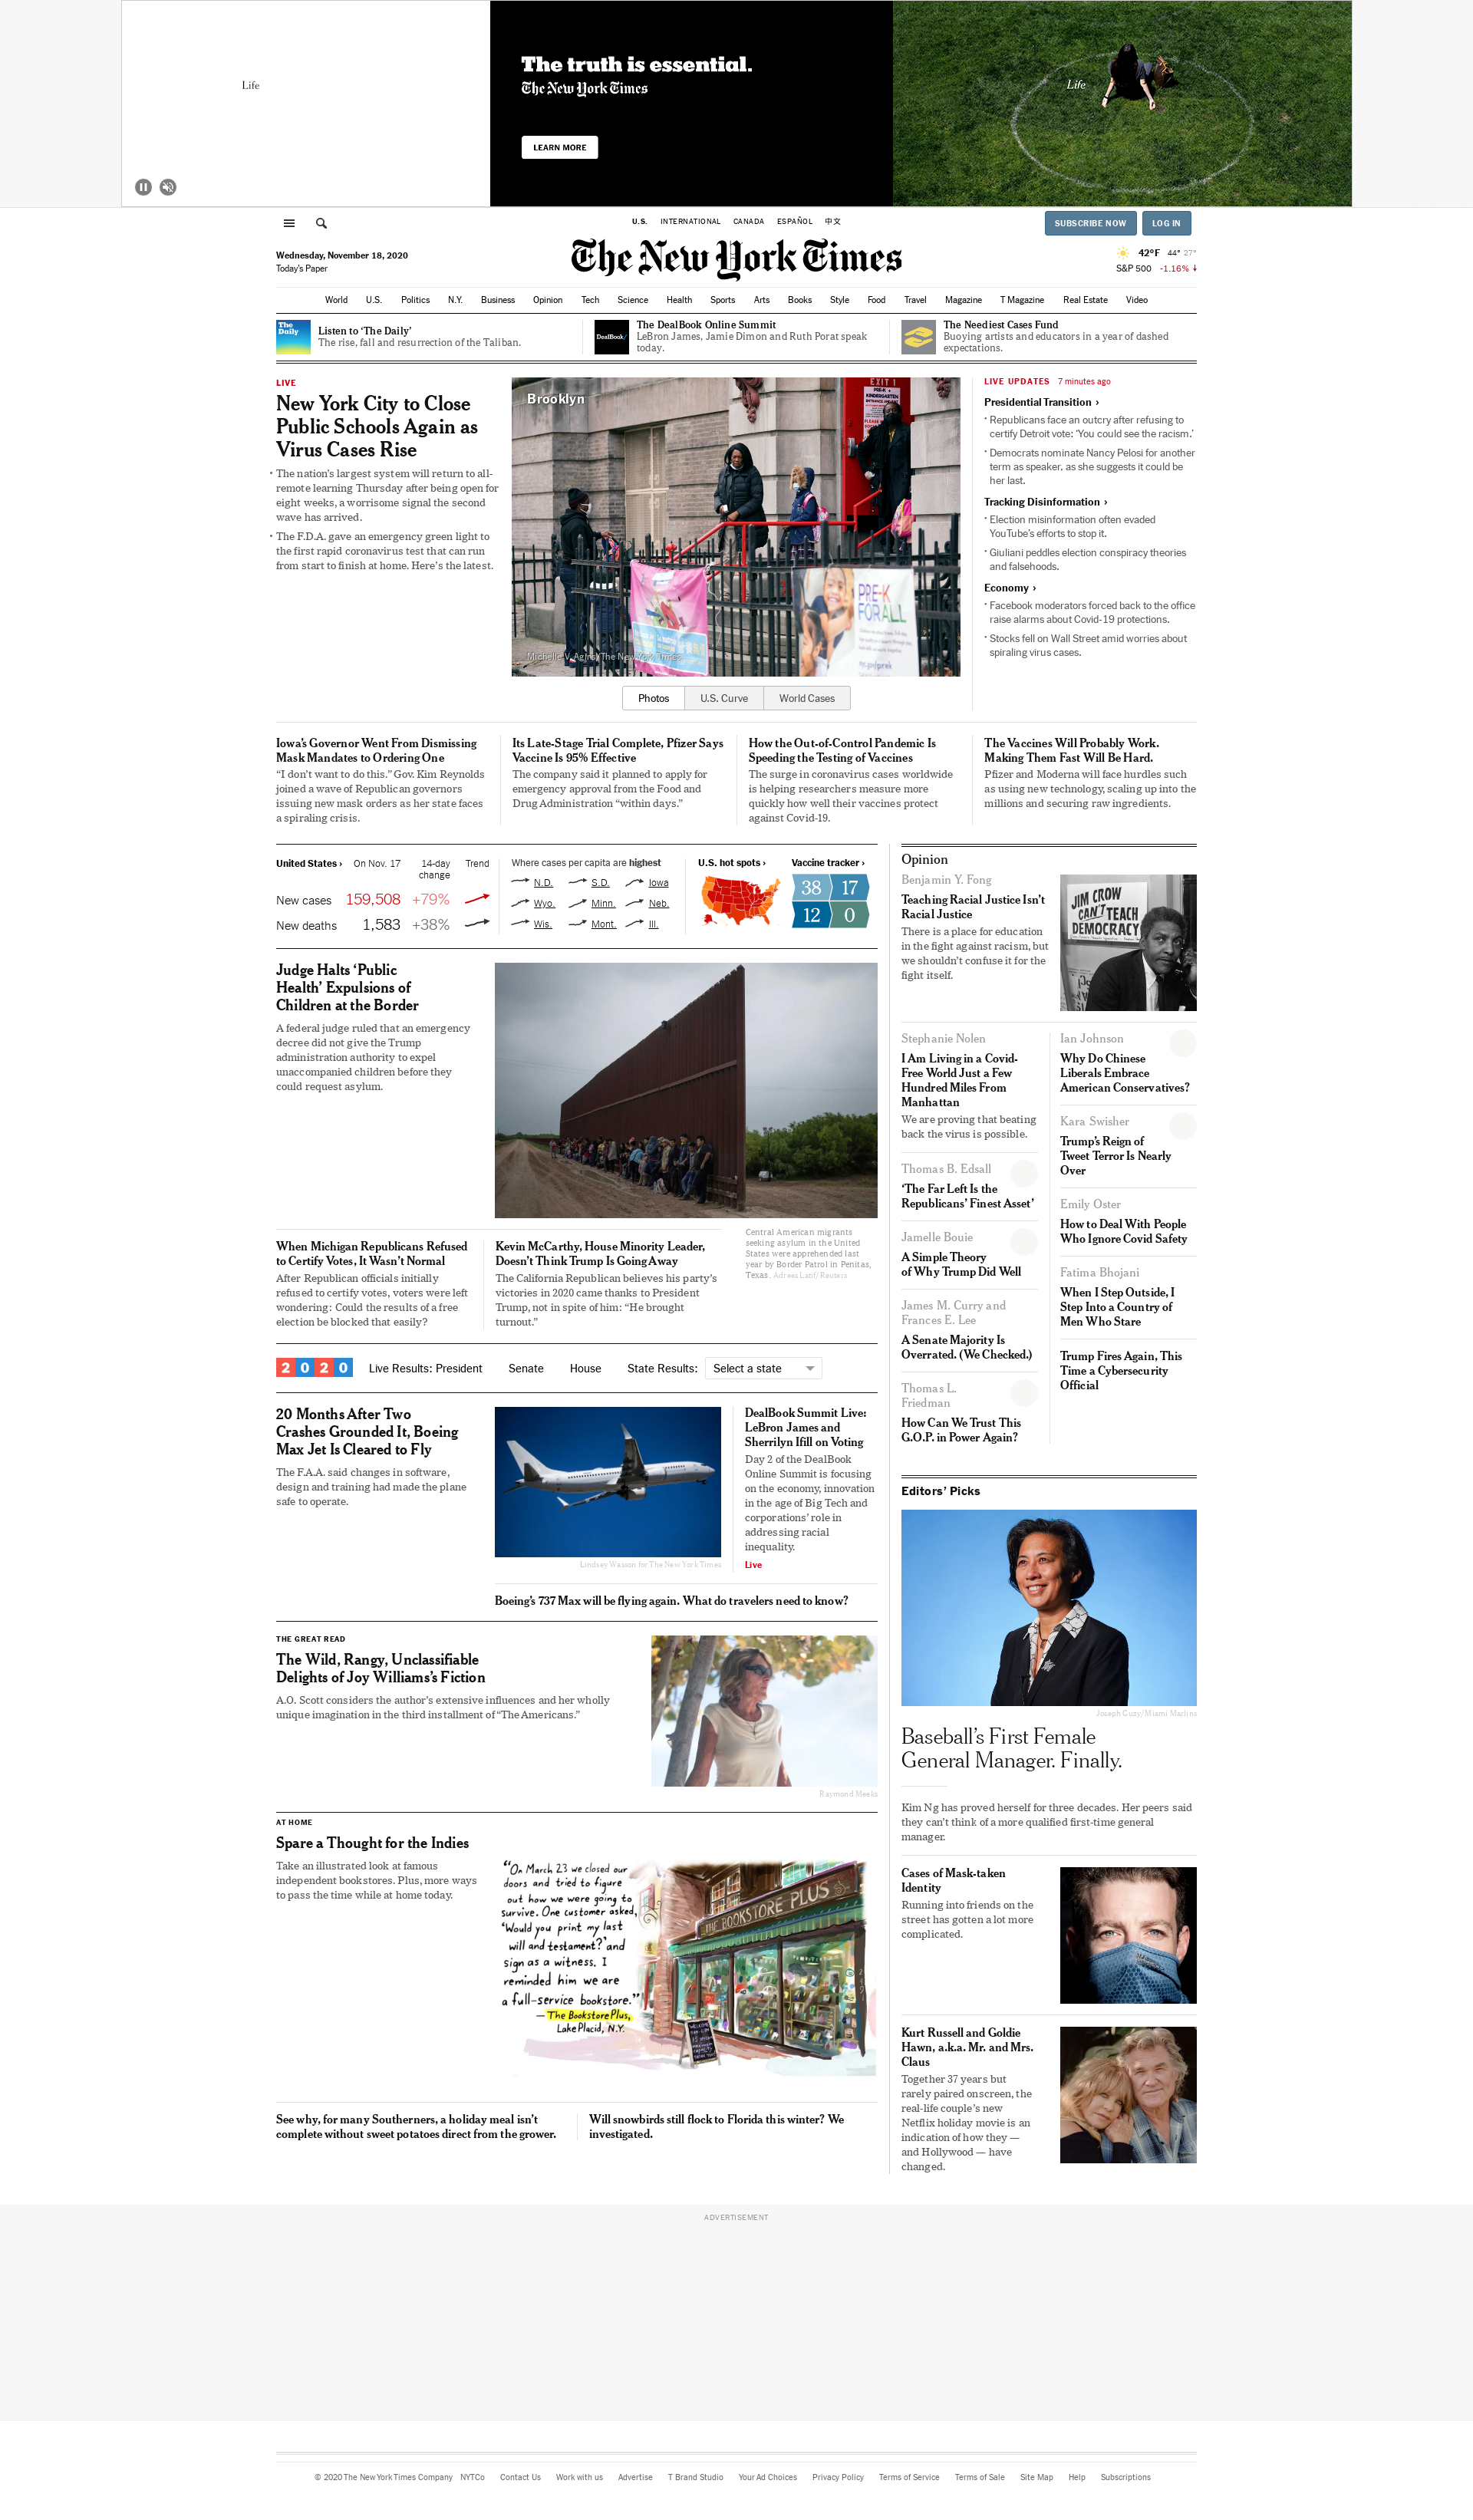 Life
The truth is essential.
The New York Times
LEARN MORE
Life
U.S. INTERNATIONAL CANADA ESPAÑOL 中文
SUBSCRIBE NOW LOG IN
Wednesday, November 18, 2020
Today's Paper
The New York Times
42°F 44° 27°
S&P 500 -1.16%
World U.S. Politics N.Y. Business Opinion Tech Science Health Sports Arts Books Style Food Travel Magazine T Magazine Real Estate Video
The
Daily
Listen to ‘The Daily’
The rise, fall and resurrection of the Taliban.
DealBook
The DealBook Online Summit
LeBron James, Jamie Dimon and Ruth Porat speak
today.
The Neediest Cases Fund
Buoying artists and educators in a year of dashed
expectations.
LIVE
New York City to Close
Public Schools Again as
Virus Cases Rise
• The nation’s largest system will return to all-
remote learning Thursday after being open for
eight weeks, a worrisome signal the second
wave has arrived.
• The F.D.A. gave an emergency green light to
the first rapid coronavirus test that can run
from start to finish at home. Here’s the latest.
Brooklyn
EXIT 1
PRE-K
KINDERGARTEN
PRE-K
FORALL
Michelle V. Agins/The New York Times
Photos U.S. Curve World Cases
LIVE UPDATES 7 minutes ago
Presidential Transition ›
• Republicans face an outcry after refusing to
certify Detroit vote: ‘You could see the racism.’
• Democrats nominate Nancy Pelosi for another
term as speaker, as she suggests it could be
her last.
Tracking Disinformation ›
• Election misinformation often evaded
YouTube’s efforts to stop it.
• Giuliani peddles election conspiracy theories
and falsehoods.
Economy ›
• Facebook moderators forced back to the office
raise alarms about Covid-19 protections.
• Stocks fell on Wall Street amid worries about
spiraling virus cases.
Iowa’s Governor Went From Dismissing
Mask Mandates to Ordering One
“I don’t want to do this.” Gov. Kim Reynolds
joined a wave of Republican governors
issuing new mask orders as her state faces
a spiraling crisis.
Its Late-Stage Trial Complete, Pfizer Says
Vaccine Is 95% Effective
The company said it planned to apply for
emergency approval from the Food and
Drug Administration “within days.”
How the Out-of-Control Pandemic Is
Speeding the Testing of Vaccines
The surge in coronavirus cases worldwide
is helping researchers measure more
quickly how well their vaccines protect
against Covid-19.
The Vaccines Will Probably Work.
Making Them Fast Will Be Hard.
Pfizer and Moderna will face hurdles such
as using new technology, scaling up into the
millions and securing raw ingredients.
United States › On Nov. 17 14-day Trend
change
New cases 159,508 +79%
New deaths 1,583 +38%
Where cases per capita are highest
N.D. S.D. Iowa
Wyo. Minn. Neb.
Wis. Mont. Ill.
U.S. hot spots ›
Vaccine tracker ›
38 17
12 0
Judge Halts ‘Public
Health’ Expulsions of
Children at the Border
A federal judge ruled that an emergency
decree did not give the Trump
administration authority to expel
unaccompanied children before they
could request asylum.
Central American migrants
seeking asylum in the United
States were apprehended last
year by Border Patrol in Penitas,
Texas. Adrees Latif/Reuters
When Michigan Republicans Refused
to Certify Votes, It Wasn’t Normal
After Republican officials initially
refused to certify votes, voters were left
wondering: Could the results of a free
election be blocked that easily?
Kevin McCarthy, House Minority Leader,
Doesn’t Think Trump Is Going Away
The California Republican believes his party’s
victories in 2020 came thanks to President
Trump, not in spite of him: “He brought
turnout.”
2020 Live Results: President Senate House State Results: Select a state
20 Months After Two
Crashes Grounded It, Boeing
Max Jet Is Cleared to Fly
The F.A.A. said changes in software,
design and training had made the plane
safe to operate.
Lindsey Wasson for The New York Times
DealBook Summit Live:
LeBron James and
Sherrilyn Ifill on Voting
Day 2 of the DealBook
Online Summit is focusing
on the economy, innovation
in the age of Big Tech and
corporations’ role in
addressing racial
inequality.
Live
Boeing’s 737 Max will be flying again. What do travelers need to know?
THE GREAT READ
The Wild, Rangy, Unclassifiable
Delights of Joy Williams’s Fiction
A.O. Scott considers the author’s extensive influences and her wholly
unique imagination in the third installment of “The Americans.”
Raymond Meeks
AT HOME
Spare a Thought for the Indies
Take an illustrated look at famous
independent bookstores. Plus, more ways
to pass the time while at home today.
“On March 23 we closed our
doors and tried to figure
out how we were going to
survive. One customer asked,
‘Would you print my last
will and testament?’ and
sign as a witness. I
reminded him we are
a full-service bookstore.”
— The Bookstore Plus,
Lake Placid, N.Y.
THE BOOKSTORE PLUS
See why, for many Southerners, a holiday meal isn’t
complete without sweet potatoes direct from the grower.
Will snowbirds still flock to Florida this winter? We
investigated.
Opinion
Benjamin Y. Fong
Teaching Racial Justice Isn’t
Racial Justice
There is a place for education
in the fight against racism, but
we shouldn’t confuse it for the
fight itself.
JIM CROW
CAN'T TEACH
DEMOCRACY
Stephanie Nolen
I Am Living in a Covid-
Free World Just a Few
Hundred Miles From
Manhattan
We are proving that beating
back the virus is possible.
Thomas B. Edsall
‘The Far Left Is the
Republicans’ Finest Asset’
Jamelle Bouie
A Simple Theory
of Why Trump Did Well
James M. Curry and
Frances E. Lee
A Senate Majority Is
Overrated. (We Checked.)
Thomas L.
Friedman
How Can We Trust This
G.O.P. in Power Again?
Ian Johnson
Why Do Chinese
Liberals Embrace
American Conservatives?
Kara Swisher
Trump’s Reign of
Tweet Terror Is Nearly
Over
Emily Oster
How to Deal With People
Who Ignore Covid Safety
Fatima Bhojani
When I Step Outside, I
Step Into a Country of
Men Who Stare
Trump Fires Again, This
Time a Cybersecurity
Official
Editors’ Picks
Joseph Guzy/Miami Marlins
Baseball’s First Female
General Manager. Finally.
Kim Ng has proved herself for three decades. Her peers said
they can’t think of a more qualified first-time general
manager.
Cases of Mask-taken
Identity
Running into friends on the
street has gotten a lot more
complicated.
Kurt Russell and Goldie
Hawn, a.k.a. Mr. and Mrs.
Claus
Together 37 years but
rarely paired onscreen, the
real-life couple’s new
Netflix holiday movie is an
indication of how they —
and Hollywood — have
changed.
ADVERTISEMENT
© 2020 The New York Times Company NYTCo Contact Us Work with us Advertise T Brand Studio Your Ad Choices Privacy Policy Terms of Service Terms of Sale Site Map Help Subscriptions